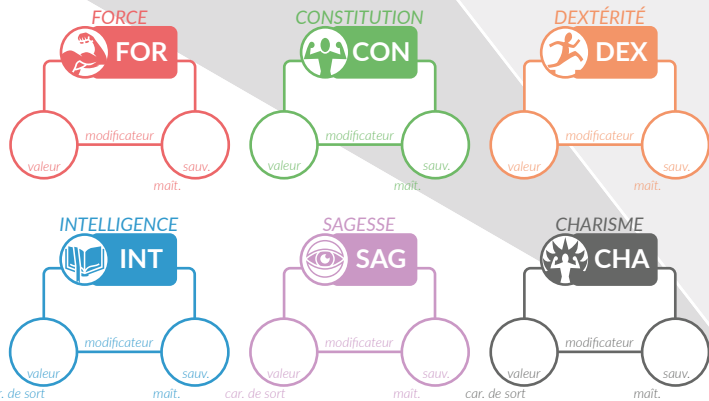 FORCE
CONSTITUTION
DEXTÉRITÉ
FOR
CON
DEX
modificateur
modificateur
modificateur
valeur
sauv.
valeur
sauv.
valeur
sauv.
maît.
maît.
maît.
INTELLIGENCE
SAGESSE
CHARISME
INT
SAG
CHA
modificateur
modificateur
modificateur
valeur
sauv.
valeur
sauv.
valeur
sauv.
r. de sort
maît.
car. de sort
maît.
car. de sort
maît.